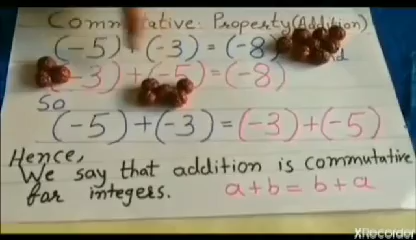 Commutative Property (Addition)
(-5) + (-3) = (-8)
-3) + (-5) = (-8)
So
(-5) + (-3) = (-3) + (-5)
Hence,
We say that addition is commutative
for integers. a + b = b + a
XRecorder